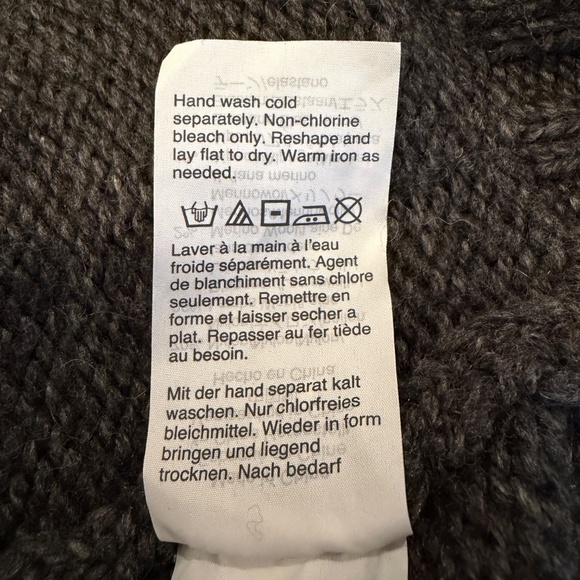 Hand wash cold
separately. Non-chlorine
bleach only. Reshape and
lay flat to dry. Warm iron as
needed.
Laver à la main à l'eau
froide séparément. Agent
de blanchiment sans chlore
seulement. Remettre en
forme et laisser secher a
plat. Repasser au fer tiède
au besoin.
Mit der hand separat kalt
waschen. Nur chlorfreies
bleichmittel. Wieder in form
bringen und liegend
trocknen. Nach bedarf